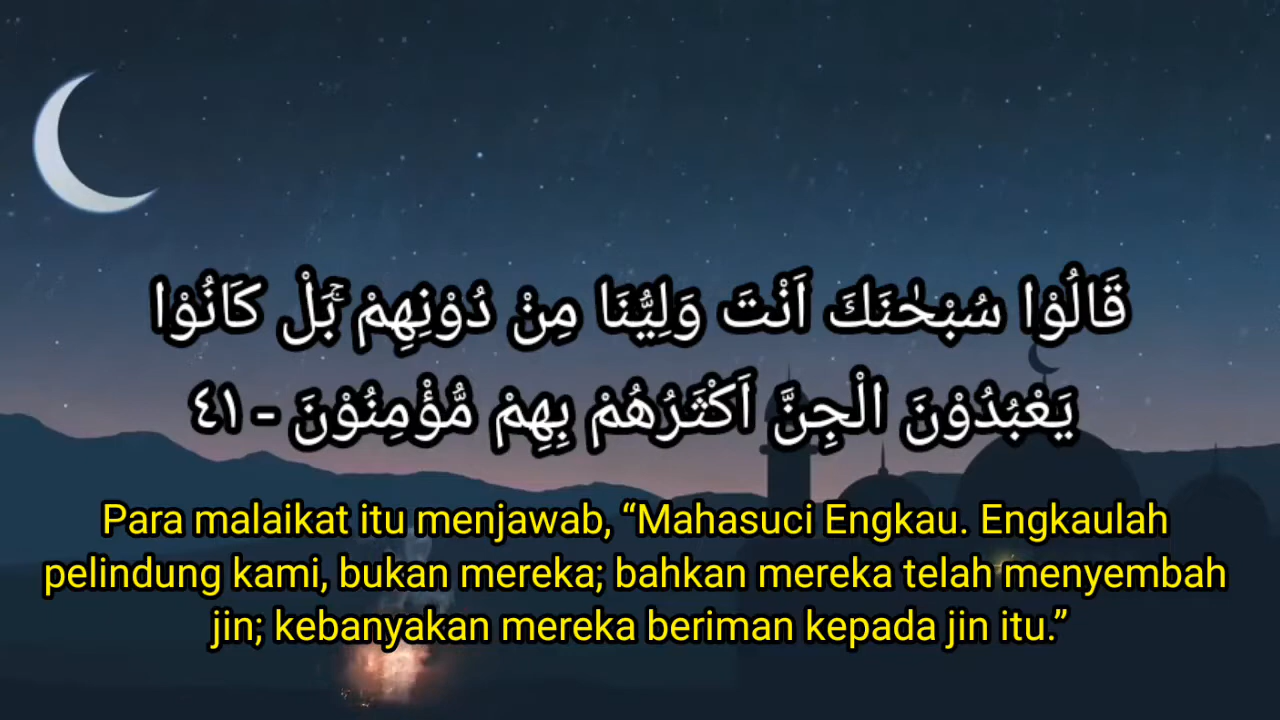 قَالُوْا سُبْحٰنَكَ اَنْتَ وَلِيُّنَا مِنْ دُوْنِهِمْ ۚبَلْ كَانُوْا
يَعْبُدُوْنَ الْجِنَّ اَكْثَرُهُمْ بِهِمْ مُّؤْمِنُوْنَ - ٤١
Para malaikat itu menjawab, “Mahasuci Engkau. Engkaulah
pelindung kami, bukan mereka; bahkan mereka telah menyembah
jin; kebanyakan mereka beriman kepada jin itu.”